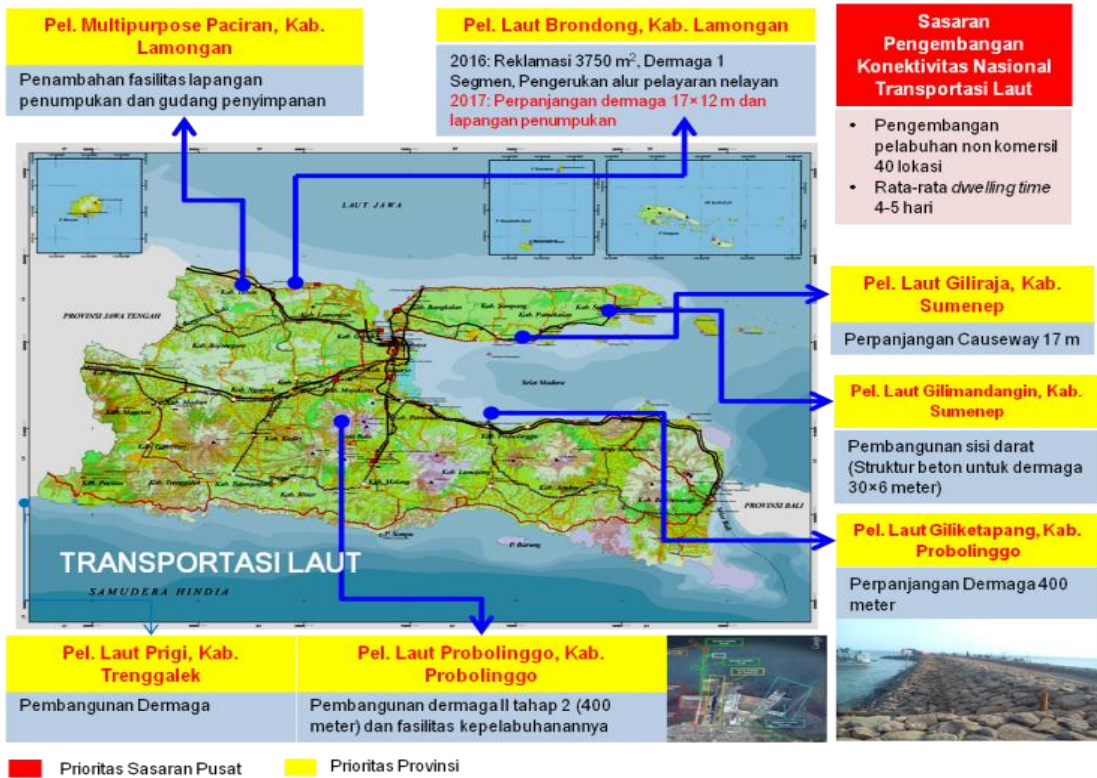 Pel. Multipurpose Paciran, Kab.
Lamongan
Penambahan fasilitas lapangan
penumpukan dan gudang penyimpanan
Pel. Laut Brondong, Kab. Lamongan
2016: Reklamasi 3750 m², Dermaga 1
Segmen, Pengerukan alur pelayaran nelayan
2017: Perpanjangan dermaga 17×12 m dan
lapangan penumpukan
Sasaran
Pengembangan
Konektivitas Nasional
Transportasi Laut
• Pengembangan
pelabuhan non komersil
40 lokasi
• Rata-rata dwelling time
4-5 hari
LAUT JAWA
PROVINSI JAWA TENGAH
Selat Madura
PROVINSI BALI
Selat Bali
P. Sempu
P. Barung
TRANSPORTASI LAUT
SAMUDERA HINDIA
Pel. Laut Giliraja, Kab.
Sumenep
Perpanjangan Causeway 17 m
Pel. Laut Gilimandangin, Kab.
Sumenep
Pembangunan sisi darat
(Struktur beton untuk dermaga
30×6 meter)
Pel. Laut Giliketapang, Kab.
Probolinggo
Perpanjangan Dermaga 400
meter
Pel. Laut Prigi, Kab.
Trenggalek
Pembangunan Dermaga
Pel. Laut Probolinggo, Kab.
Probolinggo
Pembangunan dermaga II tahap 2 (400
meter) dan fasilitas kepelabuhanannya
Prioritas Sasaran Pusat
Prioritas Provinsi